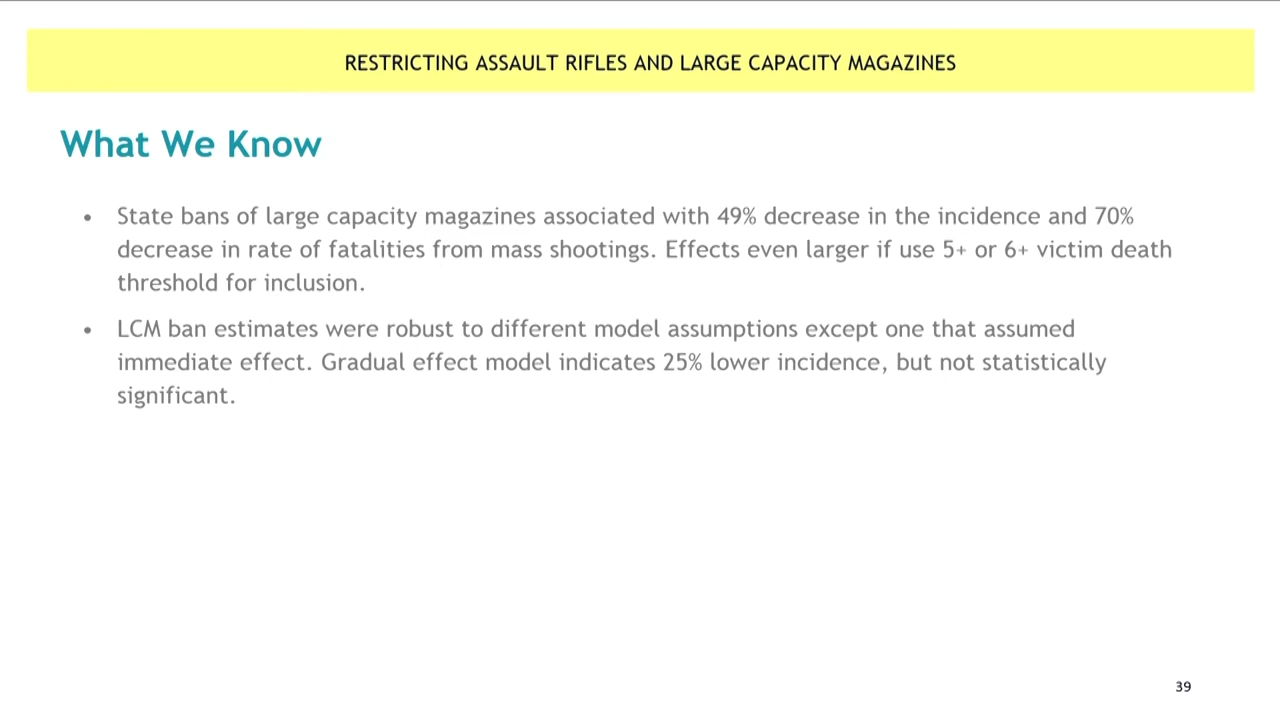 RESTRICTING ASSAULT RIFLES AND LARGE CAPACITY MAGAZINES
What We Know
• State bans of large capacity magazines associated with 49% decrease in the incidence and 70%
decrease in rate of fatalities from mass shootings. Effects even larger if use 5+ or 6+ victim death
threshold for inclusion.
• LCM ban estimates were robust to different model assumptions except one that assumed
immediate effect. Gradual effect model indicates 25% lower incidence, but not statistically
significant.
39